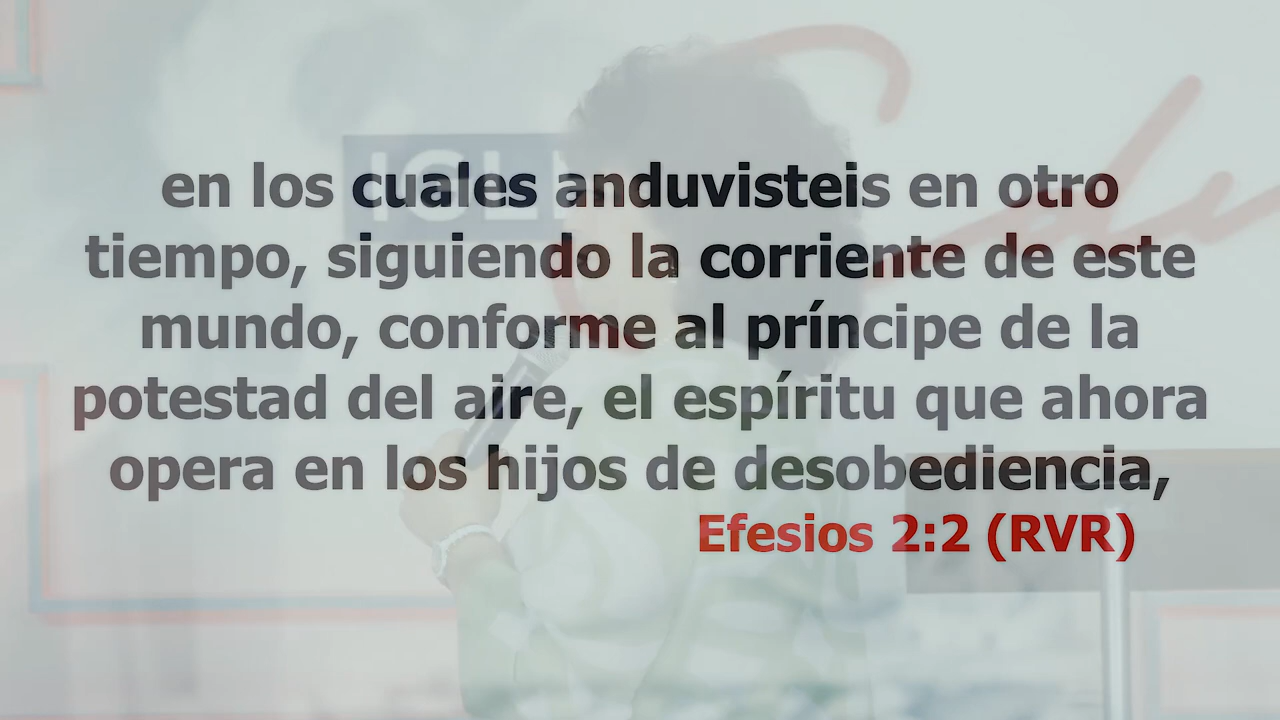 en los cuales anduvisteis en otro
tiempo, siguiendo la corriente de este
mundo, conforme al príncipe de la
potestad del aire, el espíritu que ahora
opera en los hijos de desobediencia,
Efesios 2:2 (RVR)